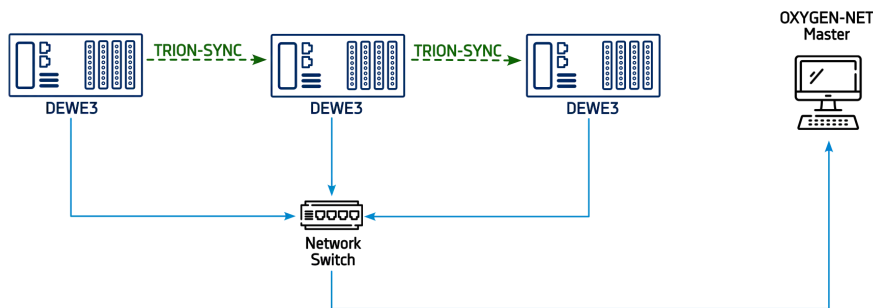 OXYGEN-NET
Master
TRION-SYNC
TRION-SYNC
DEWE3
DEWE3
DEWE3
Network
Switch